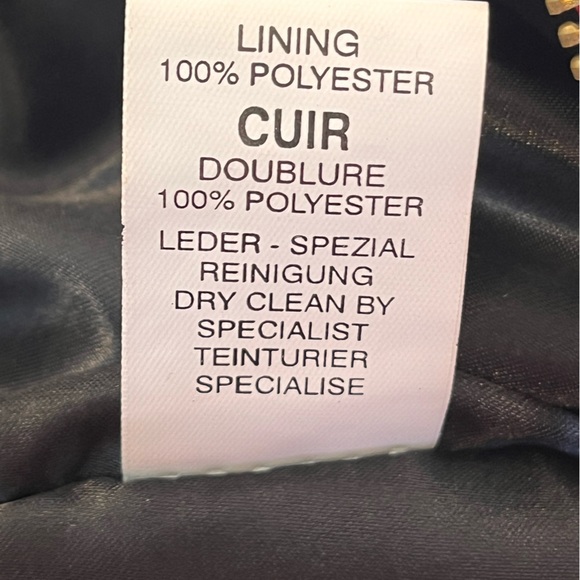 LINING
100% POLYESTER
CUIR
DOUBLURE
100% POLYESTER
LEDER - SPEZIAL
REINIGUNG
DRY CLEAN BY
SPECIALIST
TEINTURIER
SPECIALISE